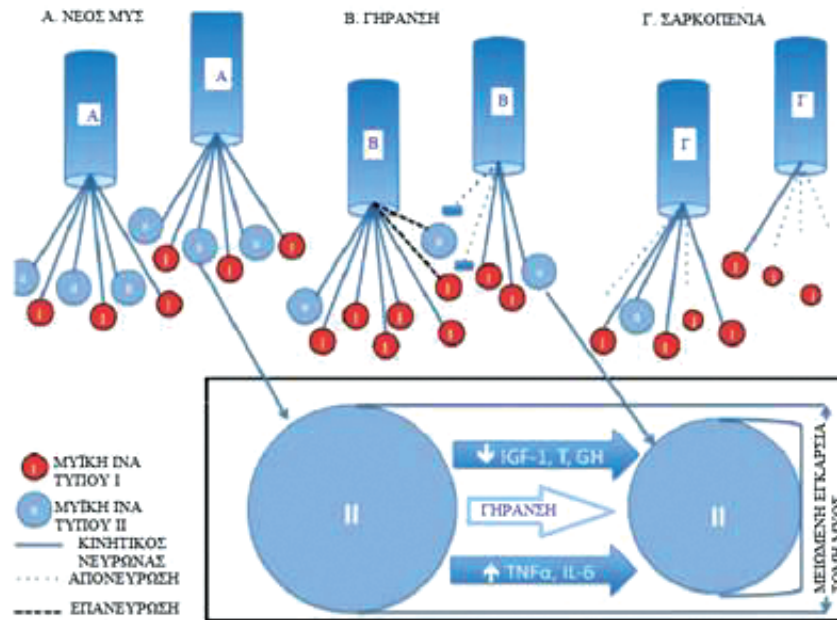 Α. ΝΕΟΣ ΜΥΣ
Β. ΓΗΡΑΝΣΗ
Γ. ΣΑΡΚΟΠΕΝΙΑ
Α
Α
Β
Β
Γ
Γ
I
ΜΥΪΚΗ ΙΝΑ
ΤΥΠΟΥ Ι
II
ΜΥΪΚΗ ΙΝΑ
ΤΥΠΟΥ ΙΙ
ΚΙΝΗΤΙΚΟΣ
ΝΕΥΡΩΝΑΣ
ΑΠΟΝΕΥΡΩΣΗ
ΕΠΑΝΕΥΡΩΣΗ
II
IGF-1, T, GH
ΓΗΡΑΝΣΗ
TNFα, IL-6
II
ΜΕΙΩΜΕΝΗ ΕΓΚΑΡΣΙΑ
ΤΟΜΗ ΜΥΟΣ